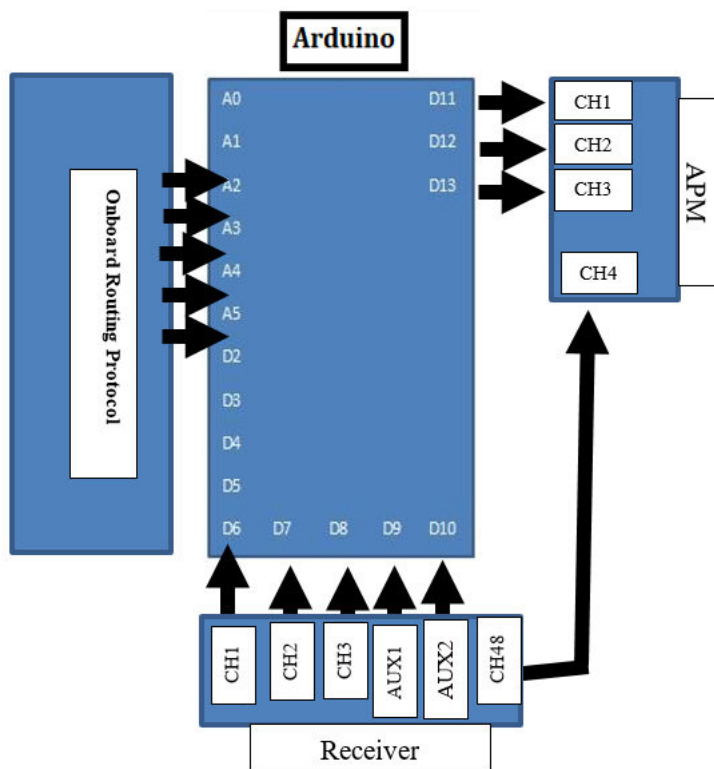 Arduino
Onboard Routing Protocol
A0
A1
A2
A3
A4
A5
D2
D3
D4
D5
D6
D7
D8
D9
D10
D11
D12
D13
CH1
CH2
CH3
CH4
APM
CH1
CH2
CH3
AUX1
AUX2
CH48
Receiver